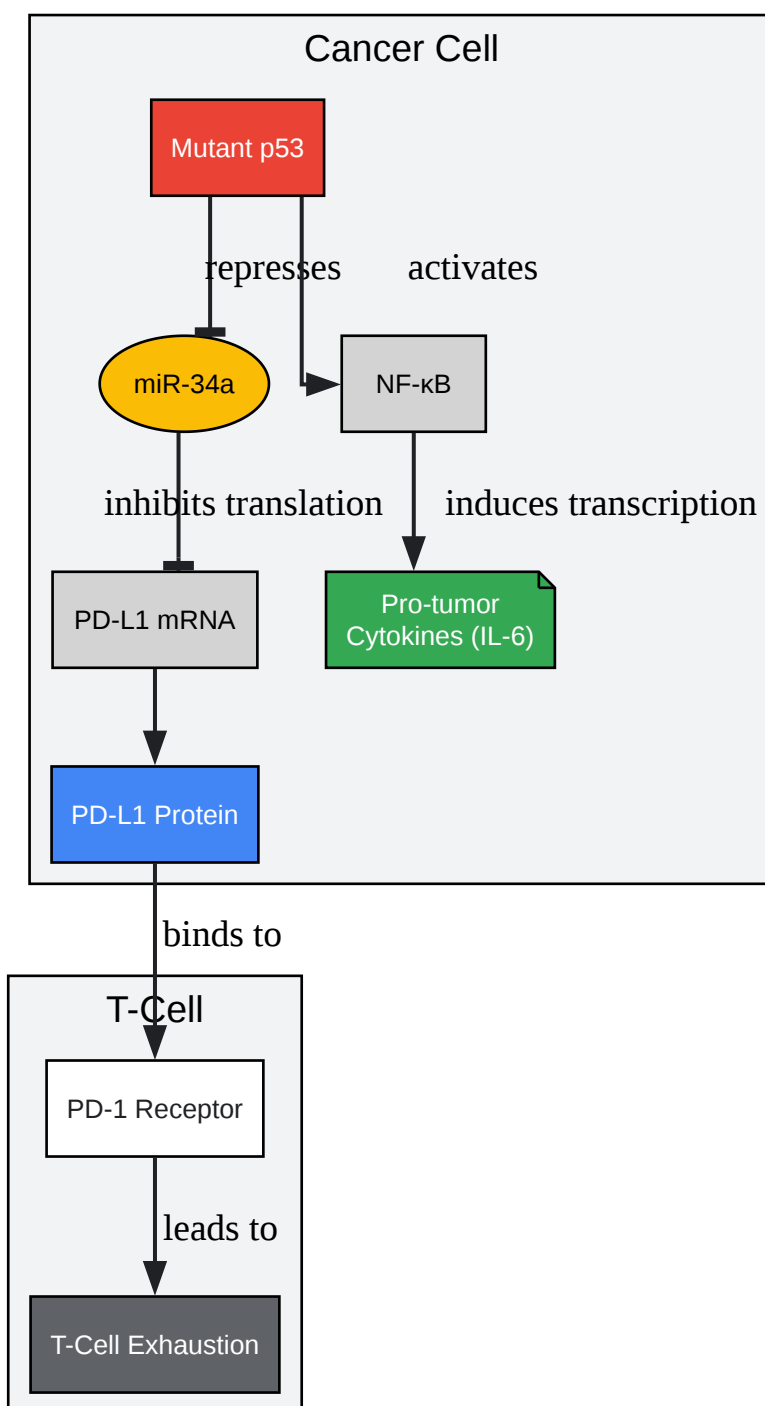 Cancer Cell
Mutant p53
represses
activates
miR-34a
NF-κB
inhibits translation
induces transcription
PD-L1 mRNA
Pro-tumor
Cytokines (IL-6)
PD-L1 Protein
binds to
T-Cell
PD-1 Receptor
leads to
T-Cell Exhaustion